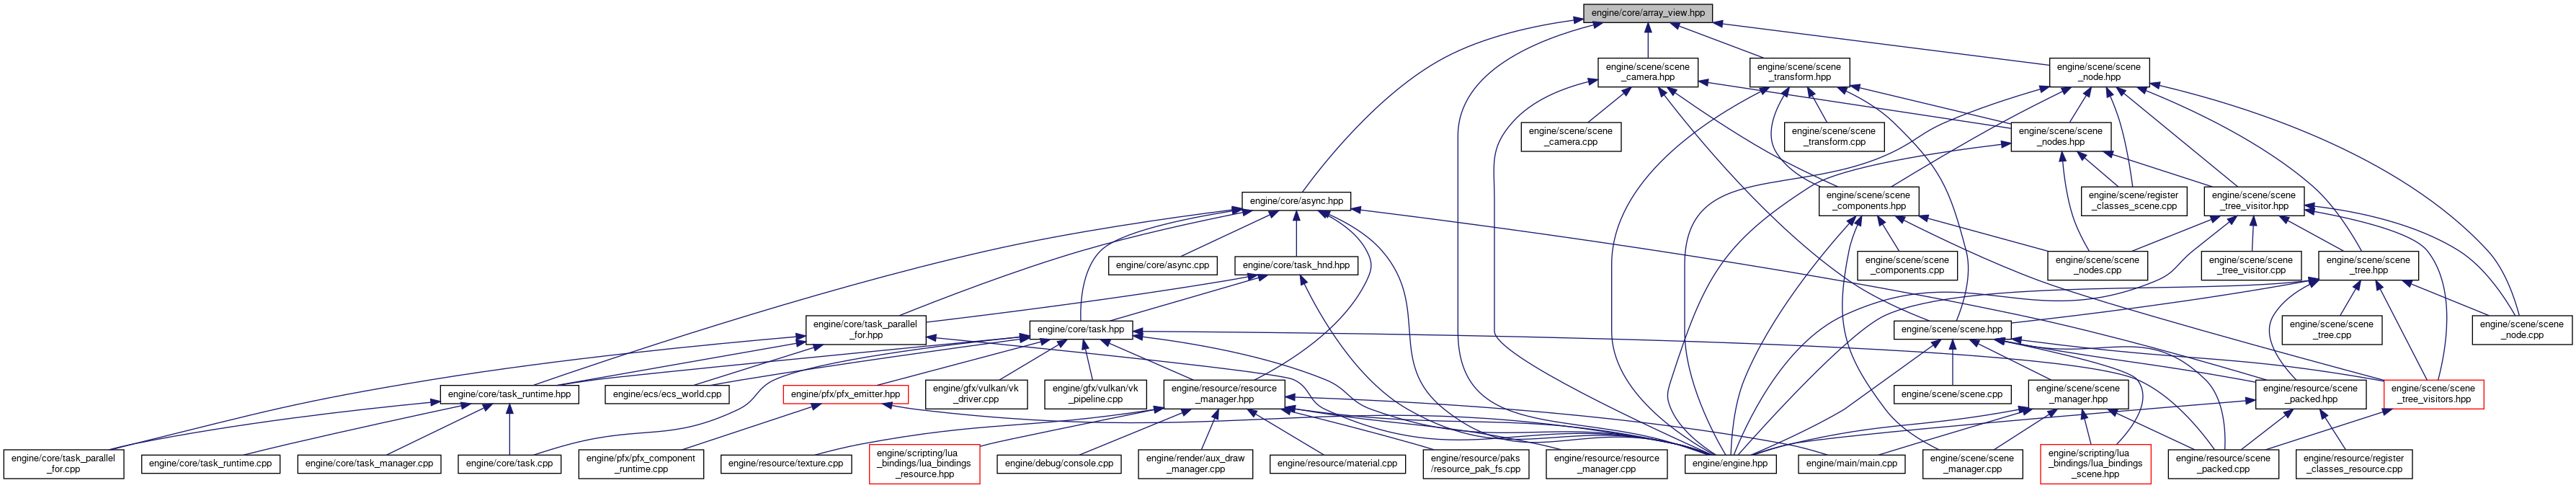 engine/core/array_view.hpp
engine/scene/scene
_camera.hpp
engine/scene/scene
_transform.hpp
engine/scene/scene
_node.hpp
engine/scene/scene
_camera.cpp
engine/scene/scene
_transform.cpp
engine/scene/scene
_nodes.hpp
engine/core/async.hpp
engine/scene/scene
_components.hpp
engine/scene/register
_classes_scene.cpp
engine/scene/scene
_tree_visitor.hpp
engine/core/async.cpp
engine/core/task_hnd.hpp
engine/scene/scene
_components.cpp
engine/scene/scene
_nodes.cpp
engine/scene/scene
_tree_visitor.cpp
engine/scene/scene
_tree.hpp
engine/core/task_parallel
_for.hpp
engine/core/task.hpp
engine/scene/scene.hpp
engine/scene/scene
_tree.cpp
engine/scene/scene
_node.cpp
engine/core/task_runtime.hpp
engine/ecs/ecs_world.cpp
engine/pfx/pfx_emitter.hpp
engine/gfx/vulkan/vk
_driver.cpp
engine/gfx/vulkan/vk
_pipeline.cpp
engine/resource/resource
_manager.hpp
engine/scene/scene.cpp
engine/scene/scene
_manager.hpp
engine/resource/scene
_packed.hpp
engine/scene/scene
_tree_visitors.hpp
engine/core/task_parallel
_for.cpp
engine/core/task_runtime.cpp
engine/core/task_manager.cpp
engine/core/task.cpp
engine/pfx/pfx_component
_runtime.cpp
engine/resource/texture.cpp
engine/scripting/lua
_bindings/lua_bindings
_resource.hpp
engine/debug/console.cpp
engine/render/aux_draw
_manager.cpp
engine/resource/material.cpp
engine/resource/paks
/resource_pak_fs.cpp
engine/resource/resource
_manager.cpp
engine/engine.hpp
engine/main/main.cpp
engine/scene/scene
_manager.cpp
engine/scripting/lua
_bindings/lua_bindings
_scene.hpp
engine/resource/scene
_packed.cpp
engine/resource/register
_classes_resource.cpp